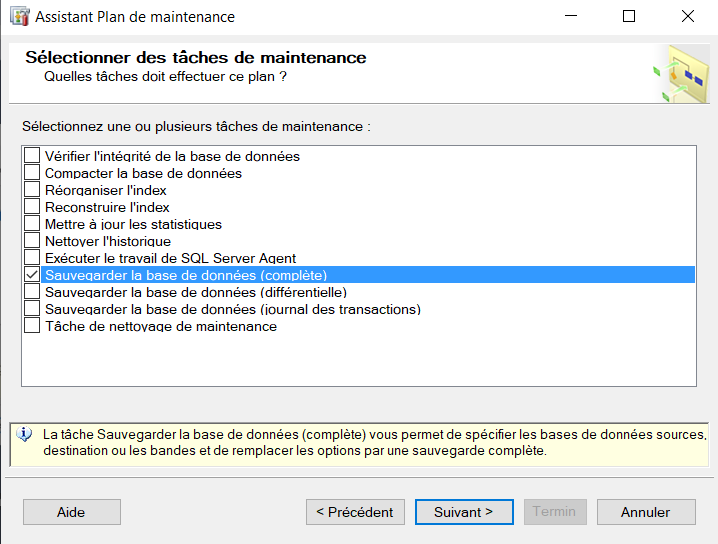 Assistant Plan de maintenance
Sélectionner des tâches de maintenance
Quelles tâches doit effectuer ce plan ?
Sélectionnez une ou plusieurs tâches de maintenance :
Vérifier l'intégrité de la base de données
Compacter la base de données
Réorganiser l'index
Reconstruire l'index
Mettre à jour les statistiques
Nettoyer l'historique
Exécuter le travail de SQL Server Agent
Sauvegarder la base de données (complète)
Sauvegarder la base de données (différentielle)
Sauvegarder la base de données (journal des transactions)
Tâche de nettoyage de maintenance
La tâche Sauvegarder la base de données (complète) vous permet de spécifier les bases de données sources,
destination ou les bandes et de remplacer les options par une sauvegarde complète.
Aide
< Précédent
Suivant >
Termin
Annuler